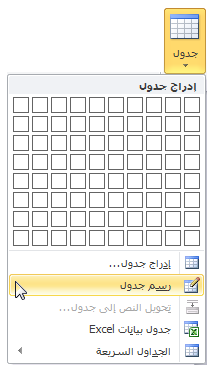 جدول
إدراج جدول
إدراج جدول...
رسم جدول
تحويل النص إلى جدول...
جدول بيانات Excel
الجداول السريعة